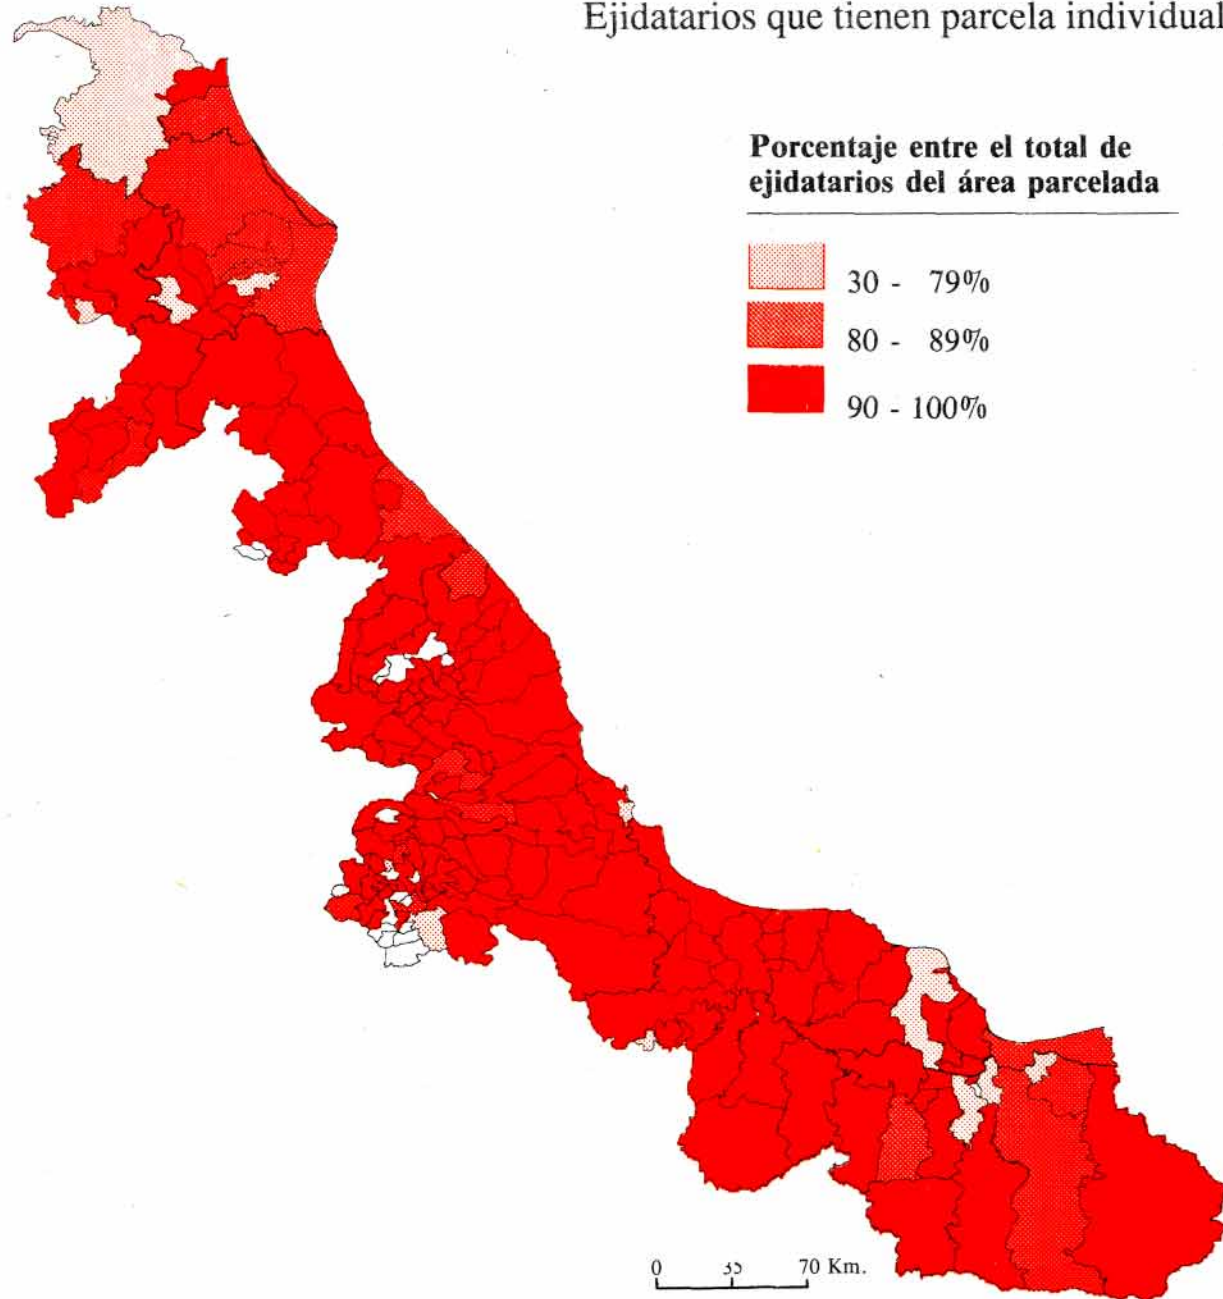 Ejidatarios que tienen parcela individual
Porcentaje entre el total de
ejidatarios del área parcelada
30 - 79%
80 - 89%
90 - 100%
0 35 70 Km.